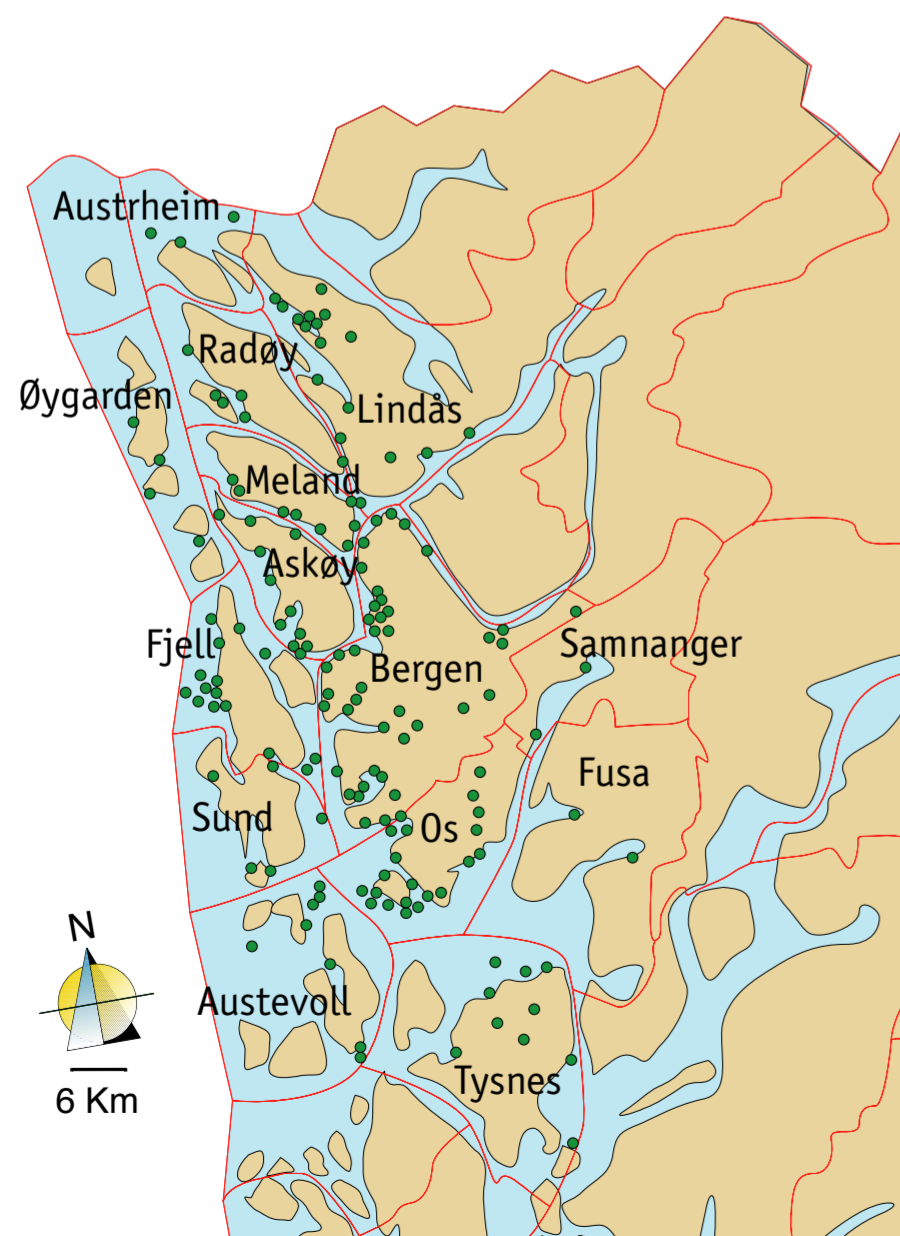 Austrheim
Radøy
Øygarden
Lindås
Meland
Askøy
Fjell
Samnanger
Bergen
Fusa
Sund
Os
N
Austevoll
Tysnes
6 Km